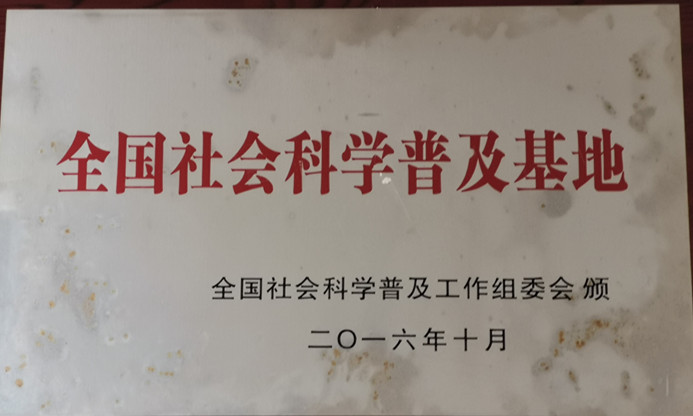 全国社会科学普及基地
全国社会科学普及工作组委会 颁
二〇一六年十月